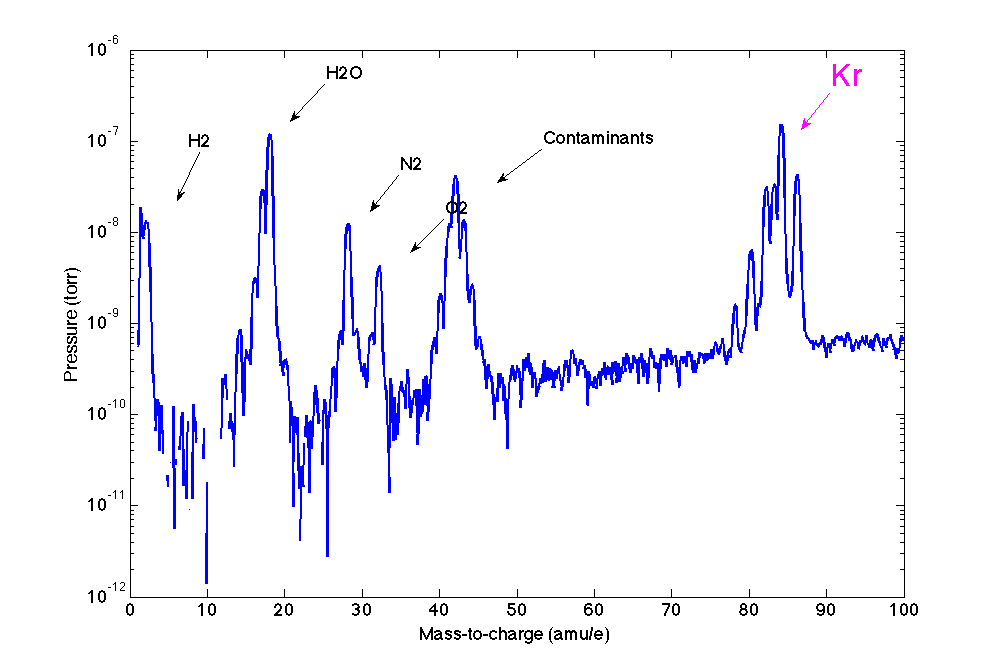 10-6
Kr
H2O
10-7
H2
Contaminants
N2
O2
10-8
Pressure (torr)
10-9
10-10
10-11
10-12
0 10 20 30 40 50 60 70 80 90 100
Mass-to-charge (amu/e)